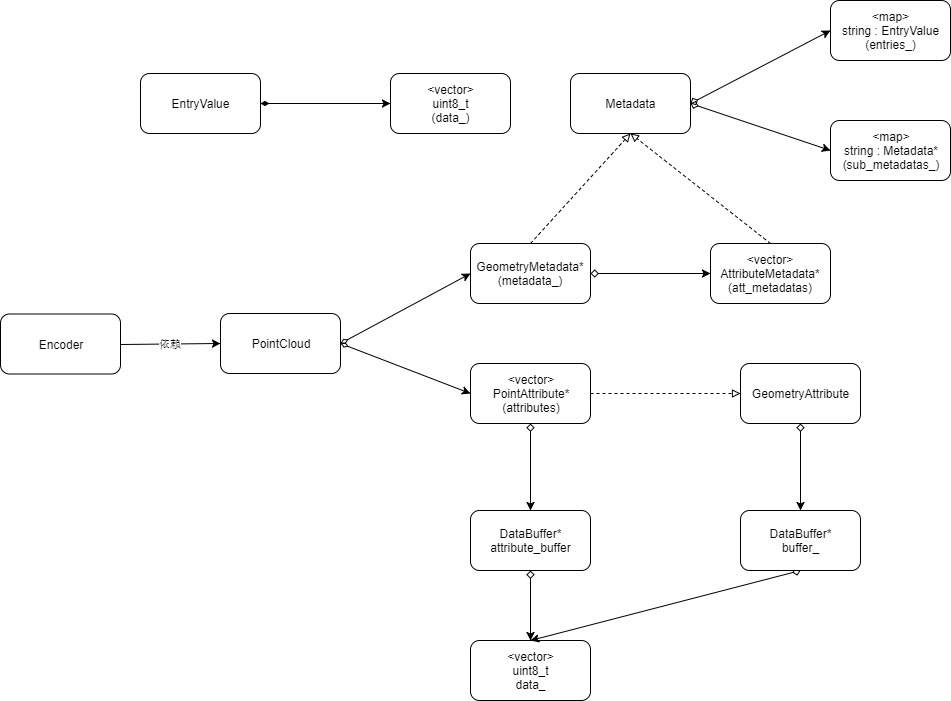 <map>
string : EntryValue
(entries_)
EntryValue
<vector>
uint8_t
(data_)
Metadata
<map>
string : Metadata*
(sub_metadatas_)
GeometryMetadata*
(metadata_)
<vector>
AttributeMetadata*
(att_metadatas)
Encoder
依赖
PointCloud
<vector>
PointAttribute*
(attributes)
GeometryAttribute
DataBuffer*
attribute_buffer
DataBuffer*
buffer_
<vector>
uint8_t
data_